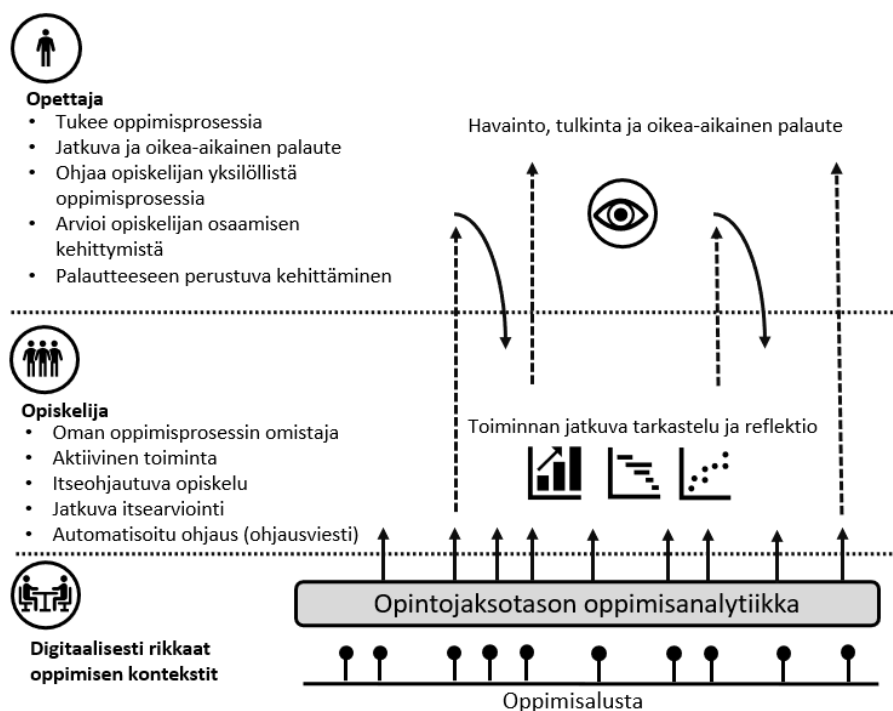 Opettaja
• Tukee oppimisprosessia
• Jatkuva ja oikea-aikainen palaute
• Ohjaa opiskelijan yksilöllistä
oppimisprosessia
• Arvioi opiskelijan osaamisen
kehittymistä
• Palautteeseen perustuva kehittäminen
Havainto, tulkinta ja oikea-aikainen palaute
Opiskelija
• Oman oppimisprosessin omistaja
• Aktiivinen toiminta
• Itseohjautuva opiskelu
• Jatkuva itsearviointi
• Automatisoitu ohjaus (ohjausviesti)
Toiminnan jatkuva tarkastelu ja reflektio
Digitaalisesti rikkaat
oppimisen kontekstit
Opintojaksotason oppimisanalytiikka
Oppimisalusta